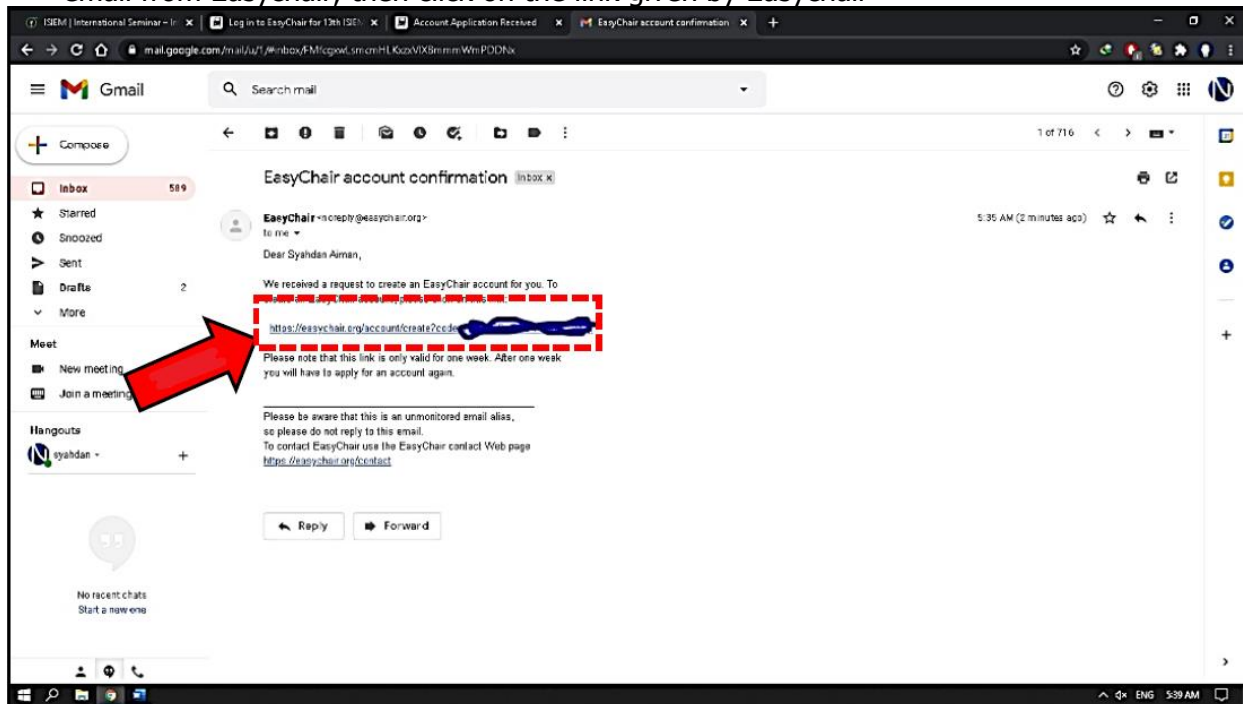 email from Easychair, then click on the link given by Easychair
ISIEM | International Seminar – In
Log in to EasyChair for 13th ISIEM
Account Application Received
EasyChair account confirmation
mail.google.com/mail/u/1/#inbox/
Gmail
Search mail
Compose
1 of 716
EasyChair account confirmation Inbox x
Inbox 589
Starred
Snoozed
Sent
Drafts 2
More
EasyChair <noreply@easychair.org>
5:35 AM (2 minutes ago)
to me
Dear Syahdan Aiman,
We received a request to create an EasyChair account for you. To
https://easychair.org/account/create?code
Please note that this link is only valid for one week. After one week
you will have to apply for an account again.
Please be aware that this is an unmonitored email alias,
so please do not reply to this email.
To contact EasyChair use the EasyChair contact Web page
https://easychair.org/contact
Meet
New meeting
Join a meeting
Hangouts
syahdan
Reply
Forward
No recent chats
Start a new one
ENG 5:39 AM